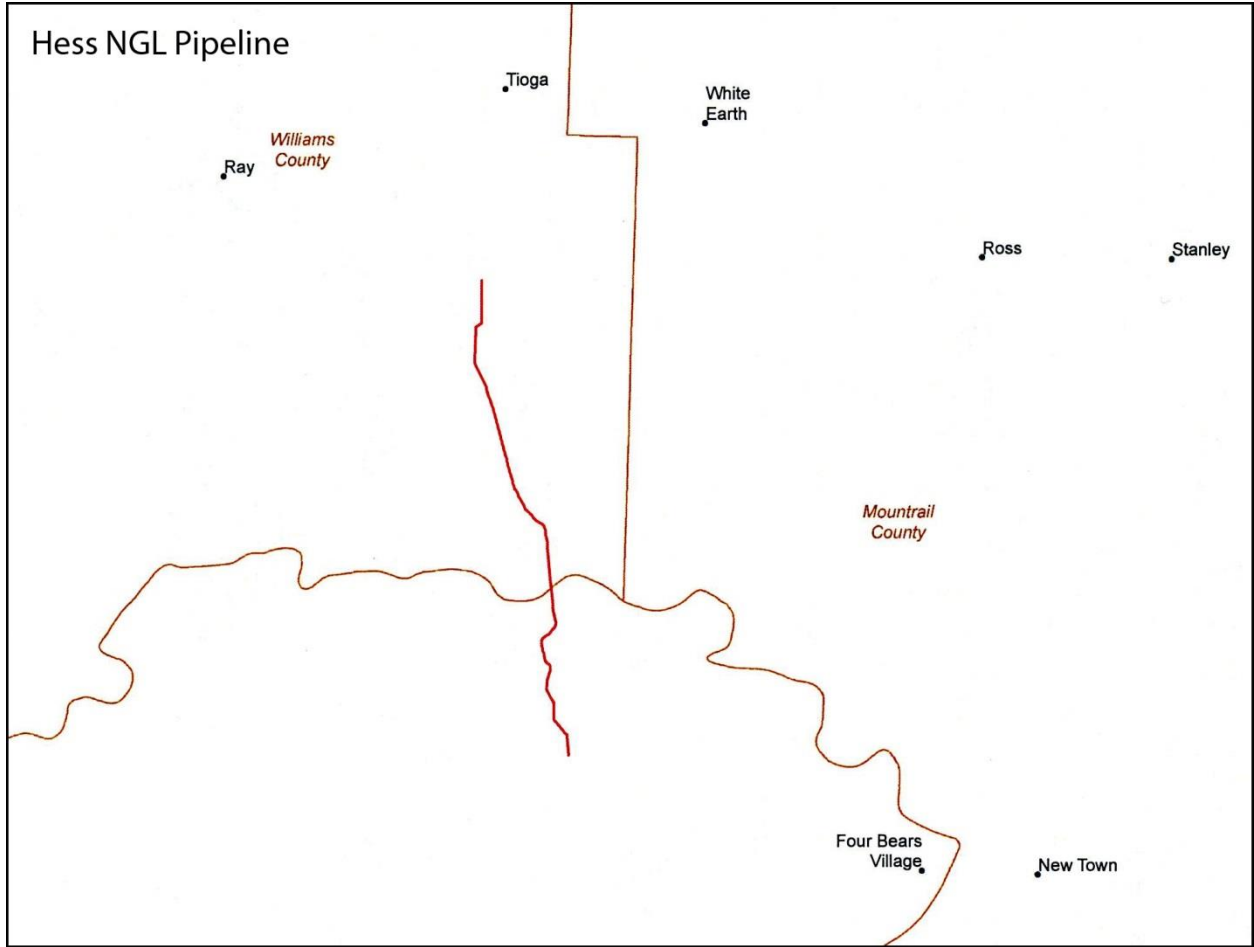 Hess NGL Pipeline
Tioga
White
Earth
Williams
County
Ray
Ross
Stanley
Mountrail
County
Four Bears
Village
New Town